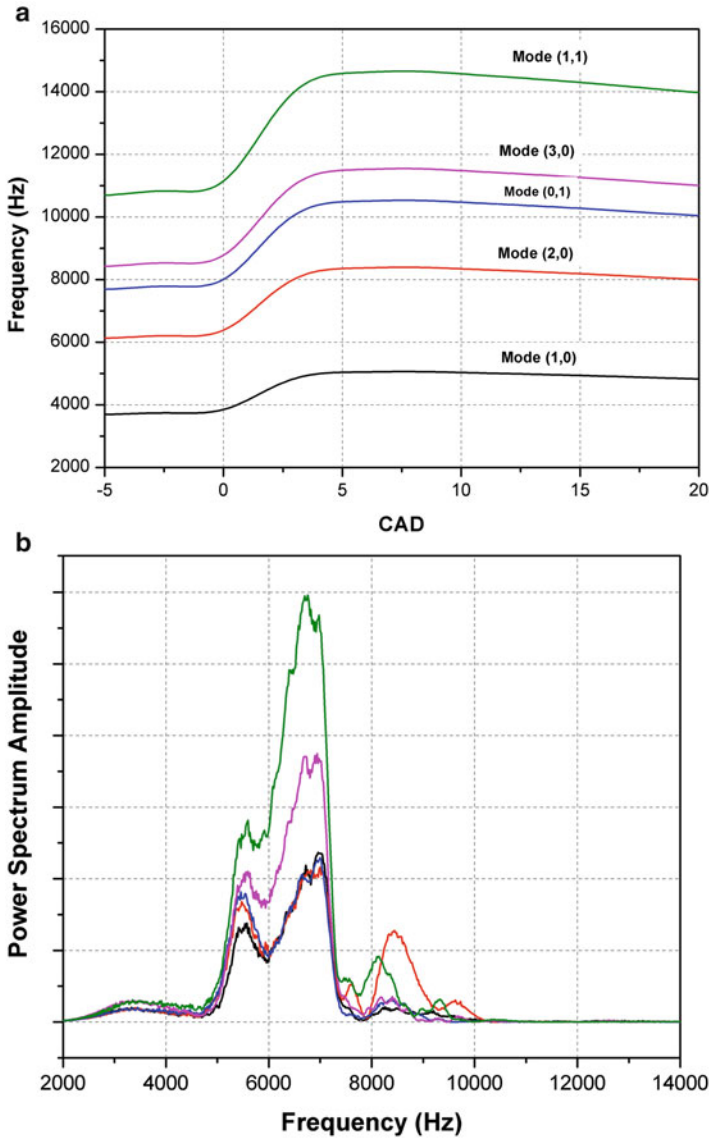 a
16000
14000
12000
10000
8000
6000
4000
2000
Frequency (Hz)
Mode (1,1)
Mode (3,0)
Mode (0,1)
Mode (2,0)
Mode (1,0)
-5 0 5 10 15 20
CAD
b
Power Spectrum Amplitude
2000 4000 6000 8000 10000 12000 14000
Frequency (Hz)